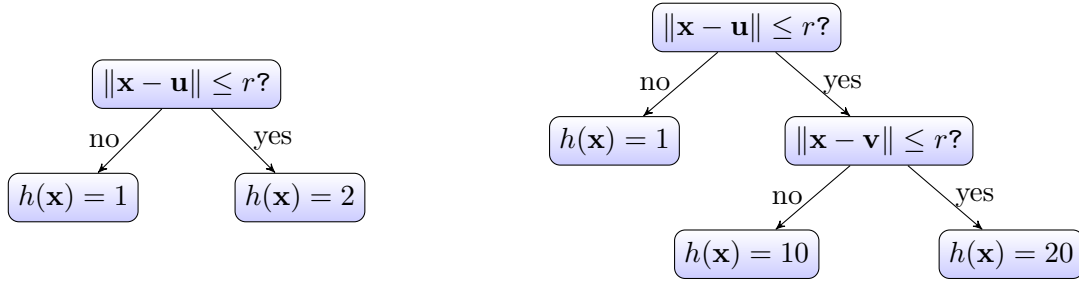 ‖x − u‖ ≤ r?
no
yes
h(x) = 1
h(x) = 2
‖x − u‖ ≤ r?
no
yes
h(x) = 1
‖x − v‖ ≤ r?
no
yes
h(x) = 10
h(x) = 20